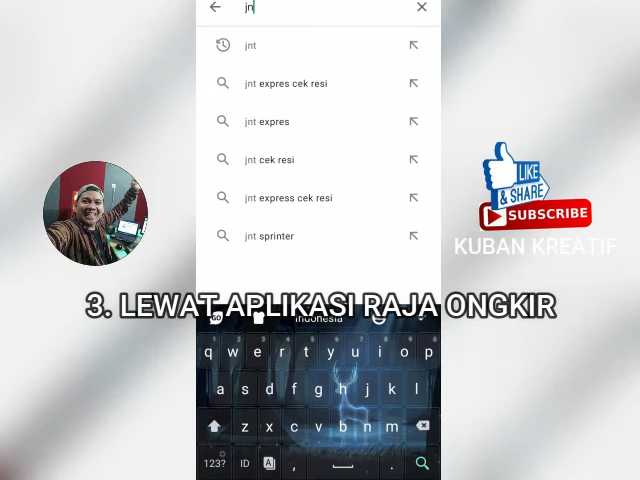 jn
jnt
jnt expres cek resi
jnt expres
jnt cek resi
jnt express cek resi
jnt sprinter
LIKE
& SHARE
SUBSCRIBE
KUBAN KREATIF
3. LEWAT APLIKASI RAJA ONGKIR
GO
Indonesia
q w e r t y u i o p
a s d f g h j k l
z x c v b n m
123? ID A , .